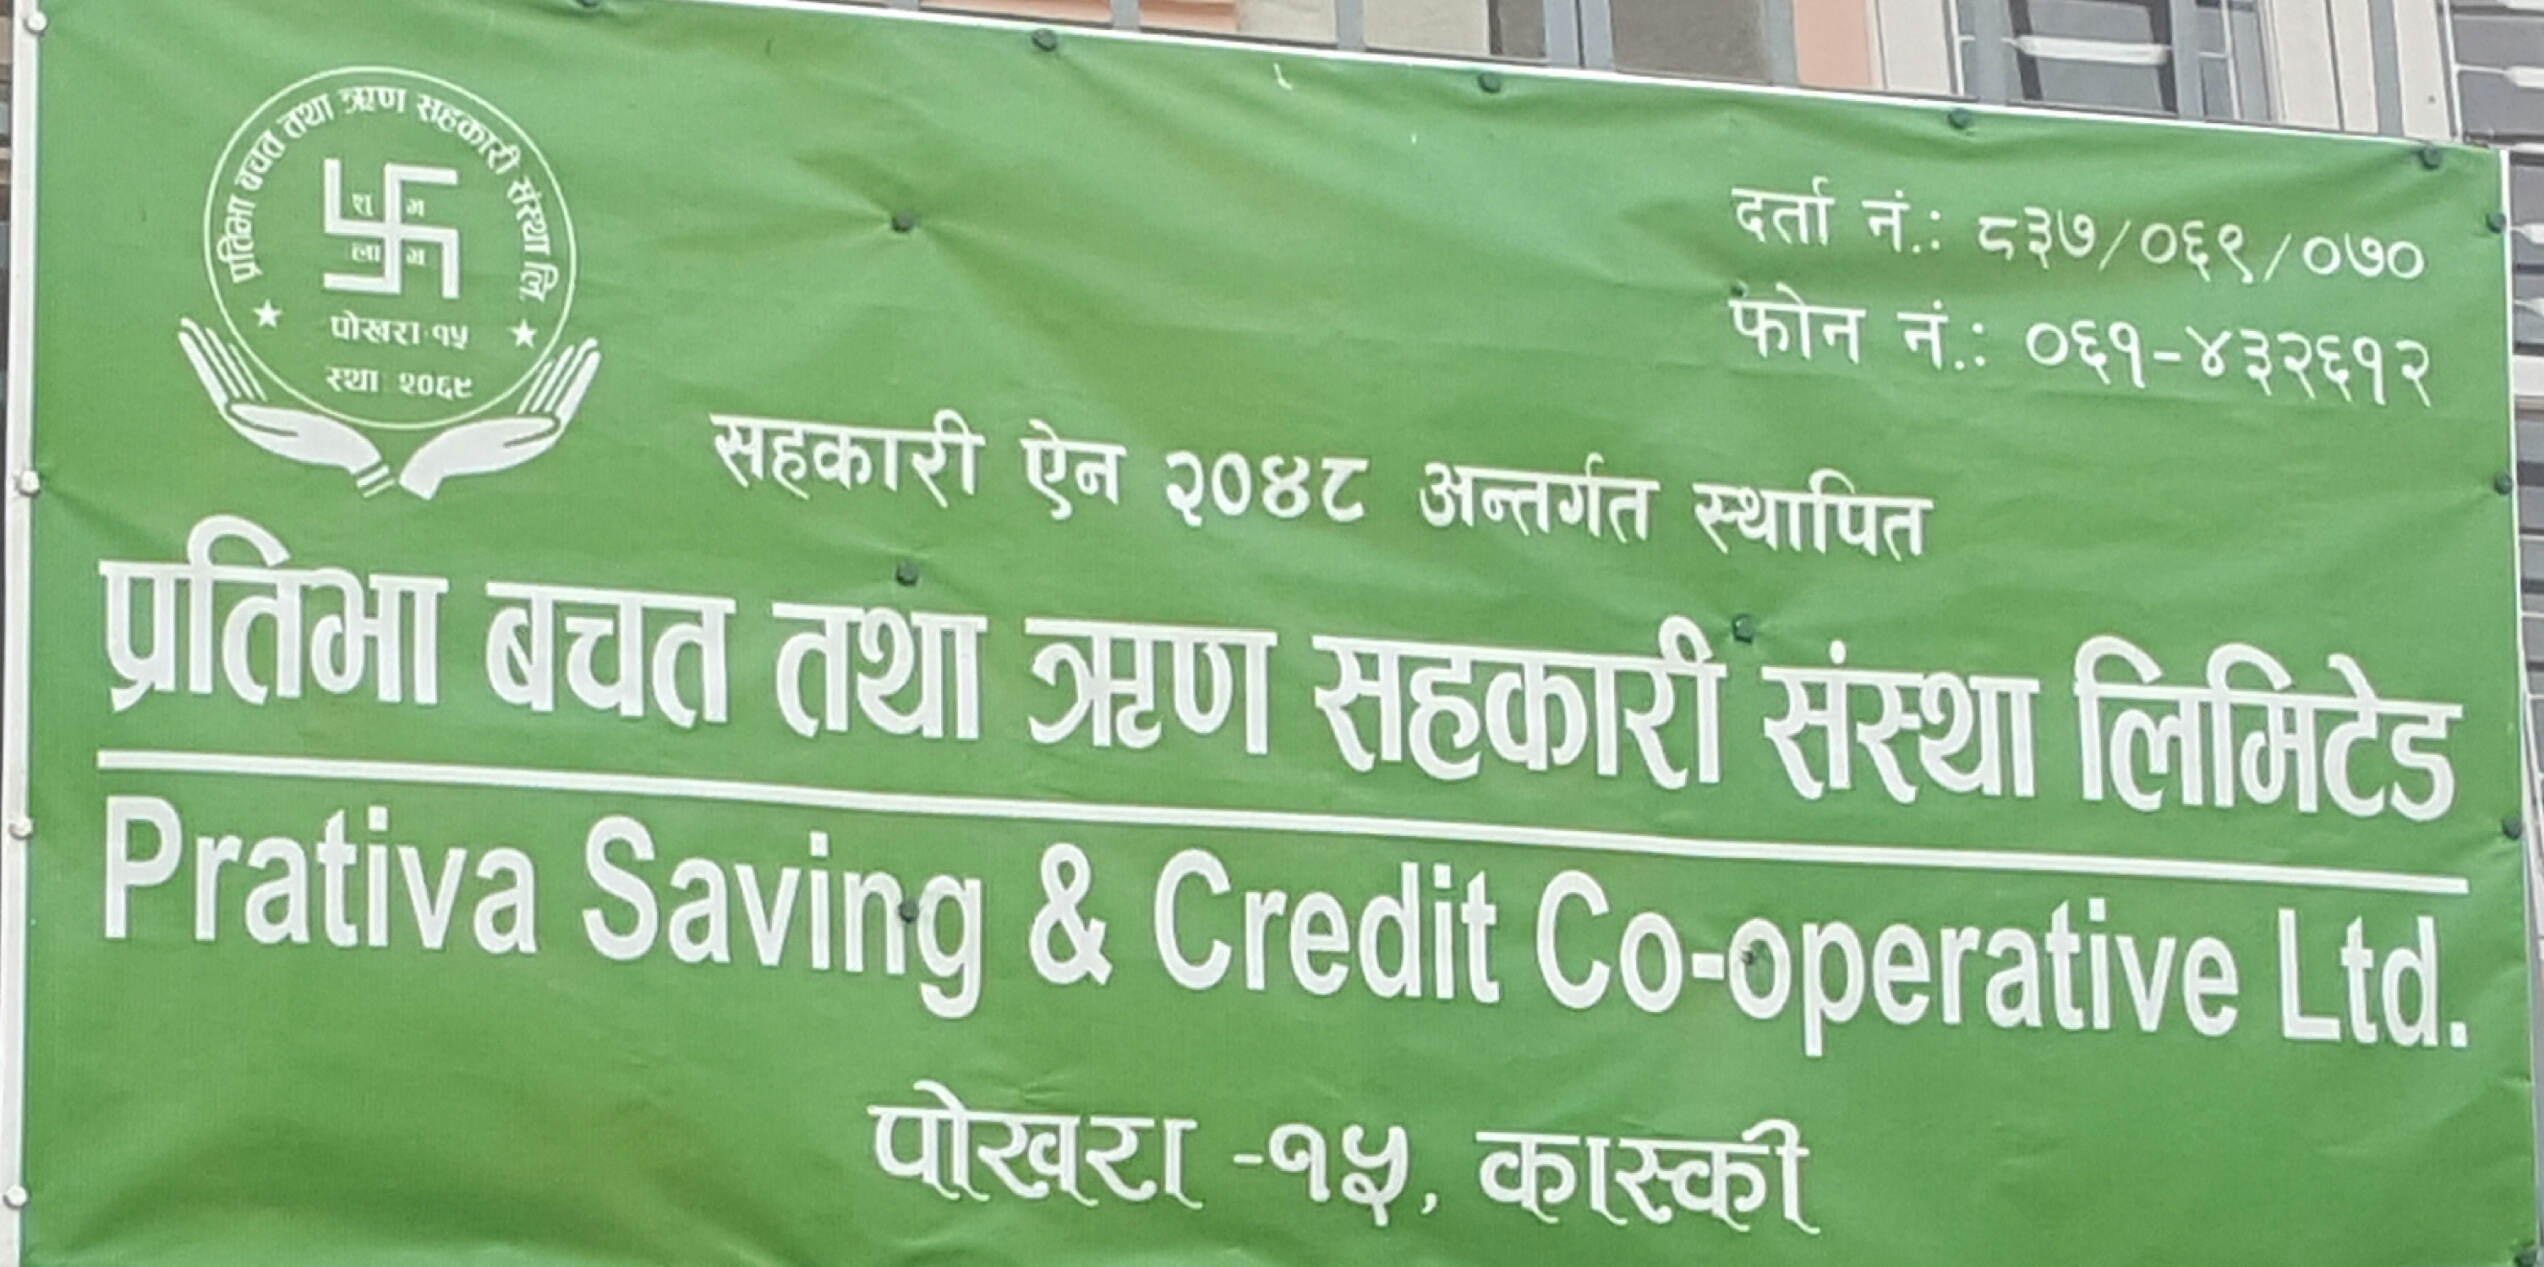 प्रतिभा बचत तथा ऋण सहकारी संस्था लि.
शु भ
ला भ
पोखरा-१५
स्था २०६९
दर्ता नं.: ८३७/०६९/०७०
फोन नं.: ०६१-४३२६१२
सहकारी ऐन २०४८ अन्तर्गत स्थापित
प्रतिभा बचत तथा ऋण सहकारी संस्था लिमिटेड
Prativa Saving & Credit Co-operative Ltd.
पोखरा -१५, कास्की